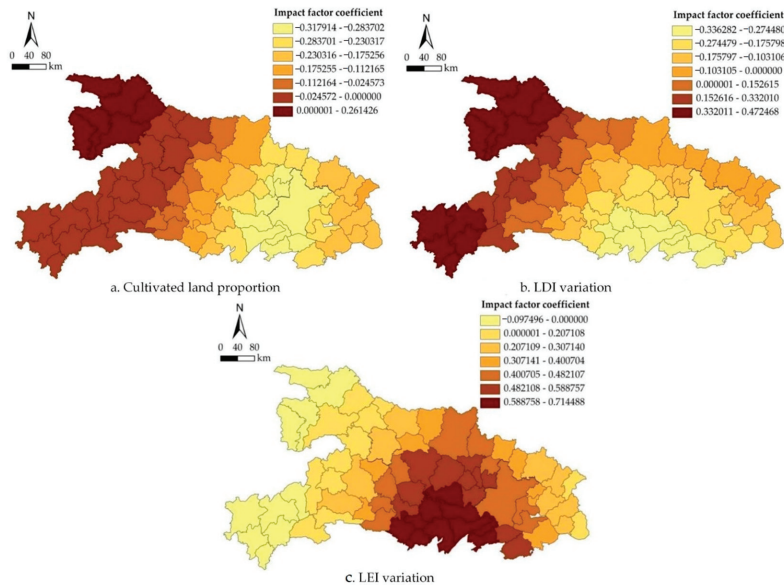 N
0 40 80
km
Impact factor coefficient
−0.317914 - −0.283702
−0.283701 - −0.230317
−0.230316 - −0.175256
−0.175255 - −0.112165
−0.112164 - −0.024573
−0.024572 - 0.000000
0.000001 - 0.261426
a. Cultivated land proportion
N
0 40 80
km
Impact factor coefficient
−0.336282 - −0.274480
−0.274479 - −0.175798
−0.175797 - −0.103106
−0.103105 - 0.000000
0.000001 - 0.152615
0.152616 - 0.332010
0.332011 - 0.472468
b. LDI variation
N
0 40 80
km
Impact factor coefficient
−0.097496 - 0.000000
0.000001 - 0.207108
0.207109 - 0.307140
0.307141 - 0.400704
0.400705 - 0.482107
0.482108 - 0.588757
0.588758 - 0.714488
c. LEI variation